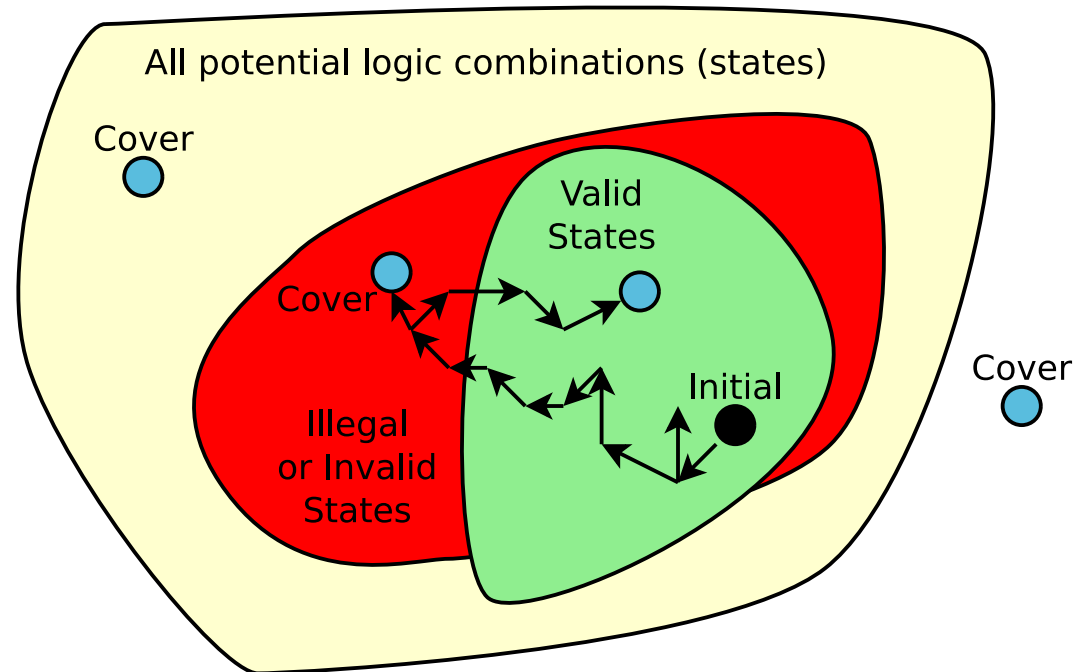 All potential logic combinations (states)
Cover
Valid
States
Cover
Cover
Initial
Illegal
or Invalid
States